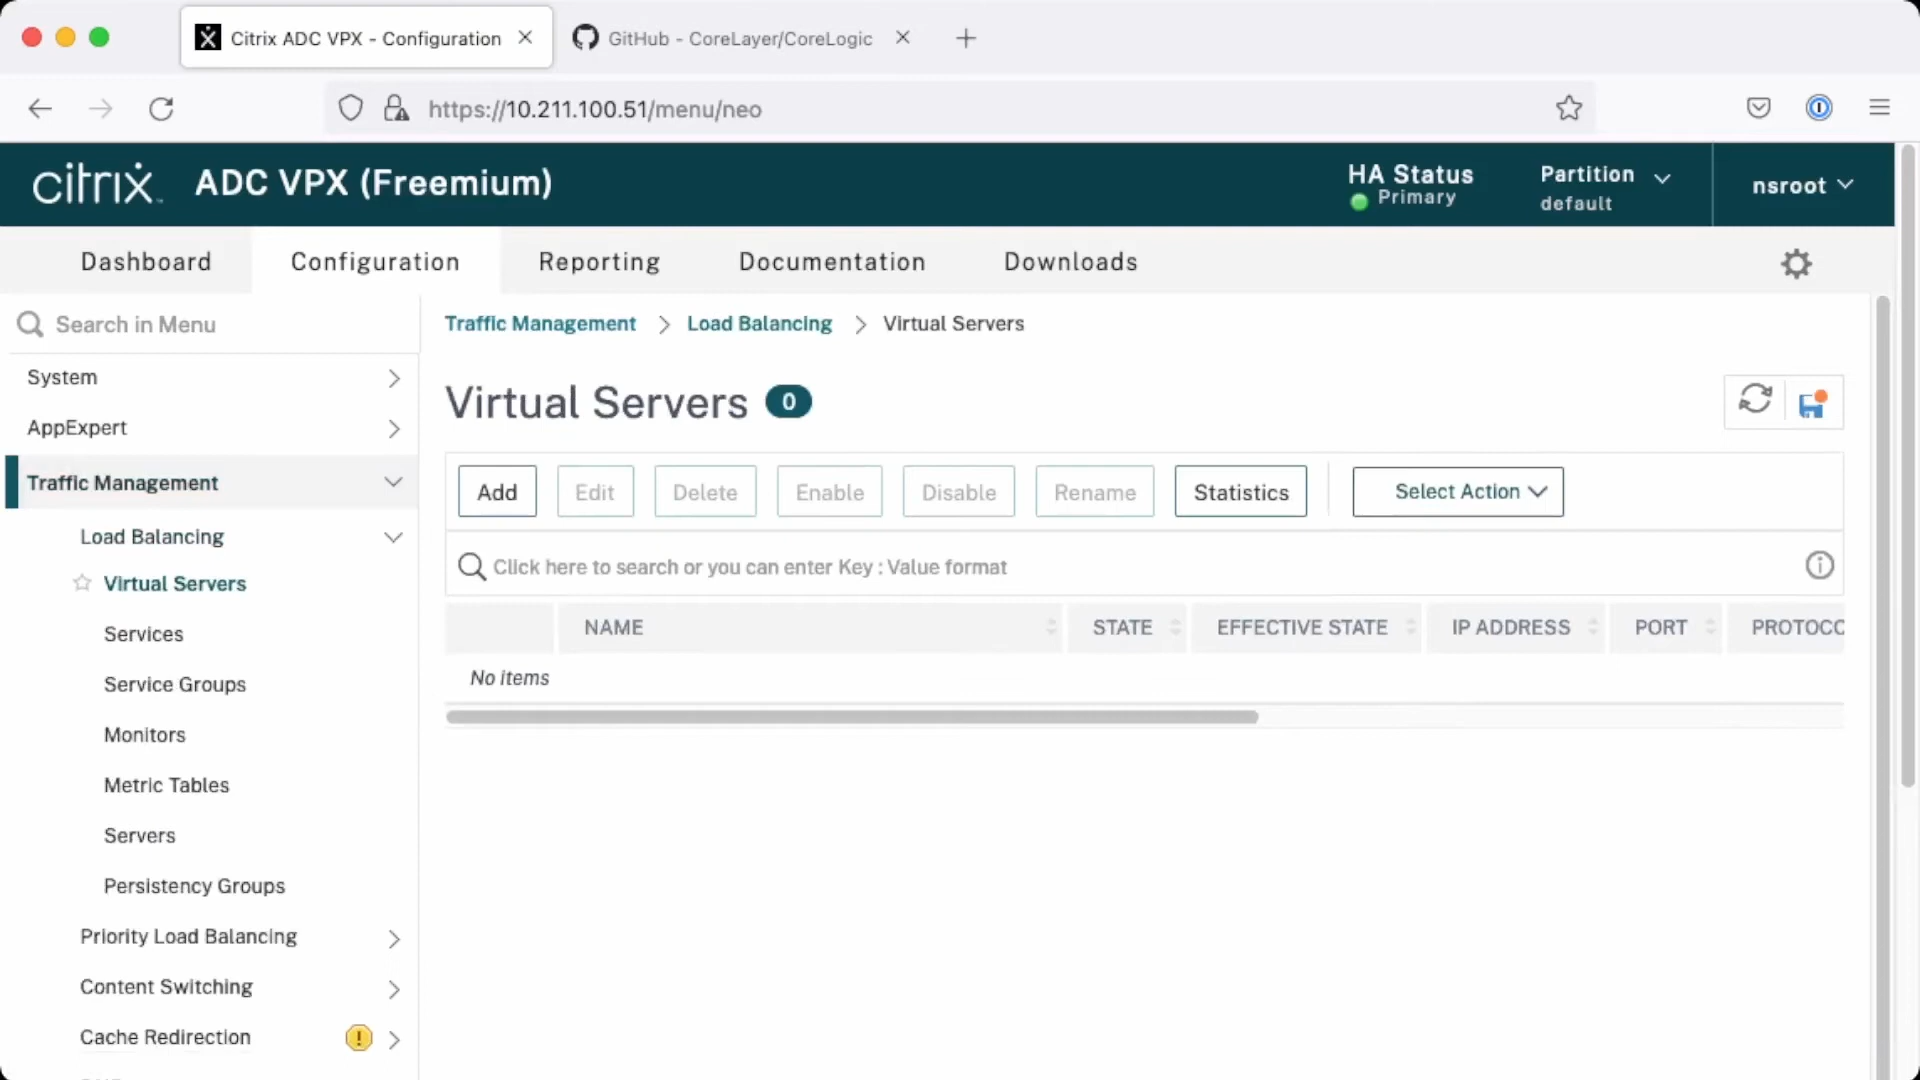 Citrix ADC VPX - Configuration
GitHub - CoreLayer/CoreLogic
https://10.211.100.51/menu/neo
citrix ADC VPX (Freemium)
HA Status
Primary
Partition
default
nsroot
Dashboard
Configuration
Reporting
Documentation
Downloads
Search in Menu
System
AppExpert
Traffic Management
Load Balancing
Virtual Servers
Services
Service Groups
Monitors
Metric Tables
Servers
Persistency Groups
Priority Load Balancing
Content Switching
Cache Redirection
Traffic Management > Load Balancing > Virtual Servers
Virtual Servers 0
Add
Edit
Delete
Enable
Disable
Rename
Statistics
Select Action
Click here to search or you can enter Key : Value format
NAME
STATE
EFFECTIVE STATE
IP ADDRESS
PORT
PROTOCC
No items